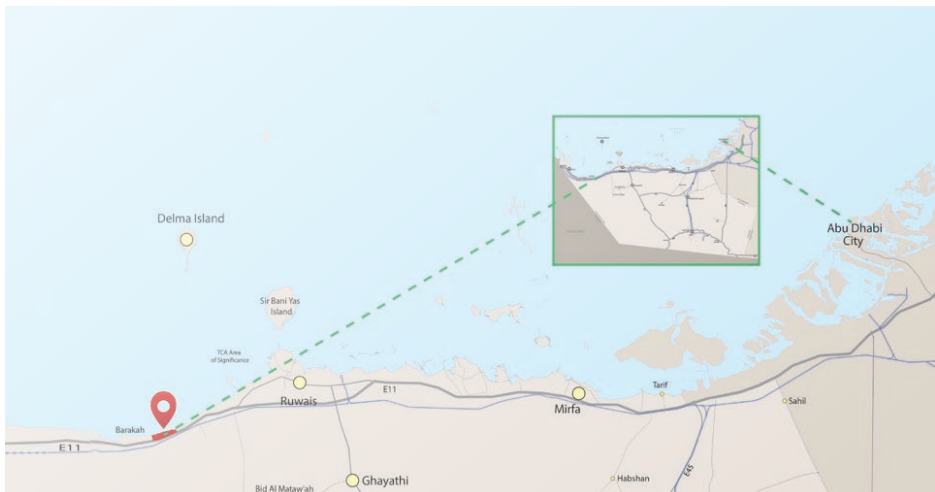 Delma Island
Abu Dhabi
City
Sir Bani Yas
Island
TCA Area
of Significance
Ruwais
E11
Mirfa
Tarif
Sahil
Barakah
E11
Ghayathi
Habshan
E45
Bid Al Mataw'ah